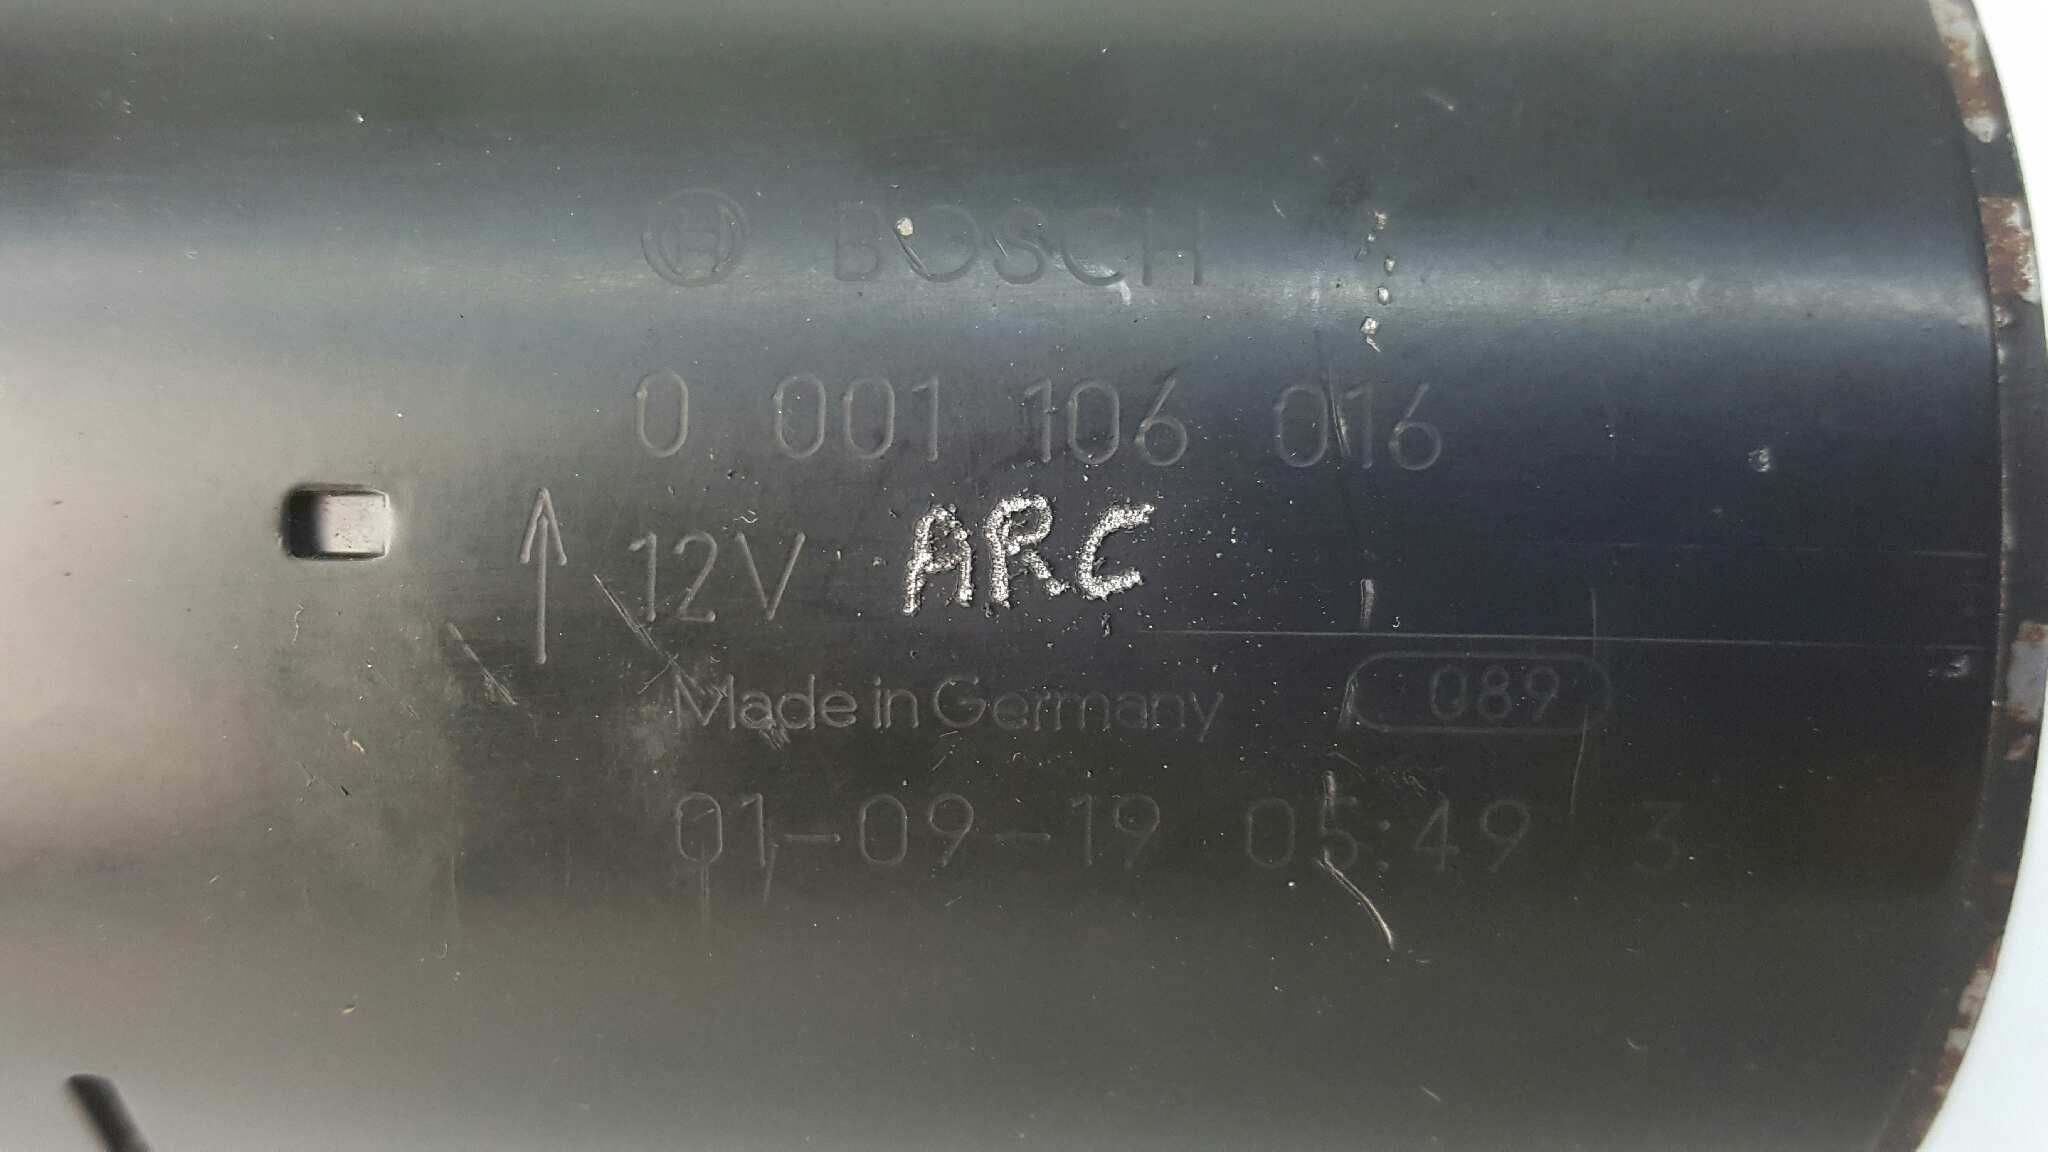 BOSCH
0 001 106 016
12V ARC
Made in Germany 089
01-09-19 05:49 3